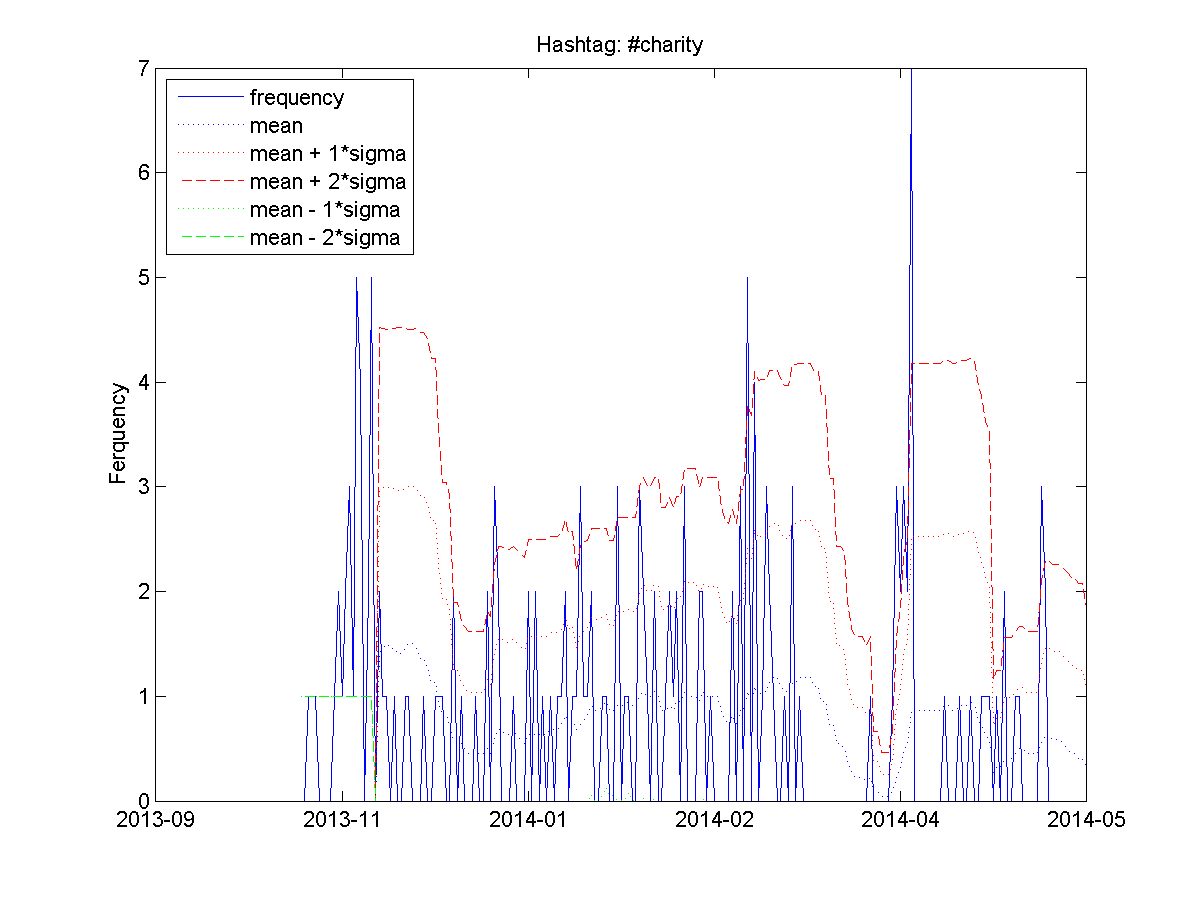 Hashtag: #charity
7
6
5
4
3
2
1
0
Ferquency
frequency
mean
mean + 1*sigma
mean + 2*sigma
mean - 1*sigma
mean - 2*sigma
2013-09 2013-11 2014-01 2014-02 2014-04 2014-05